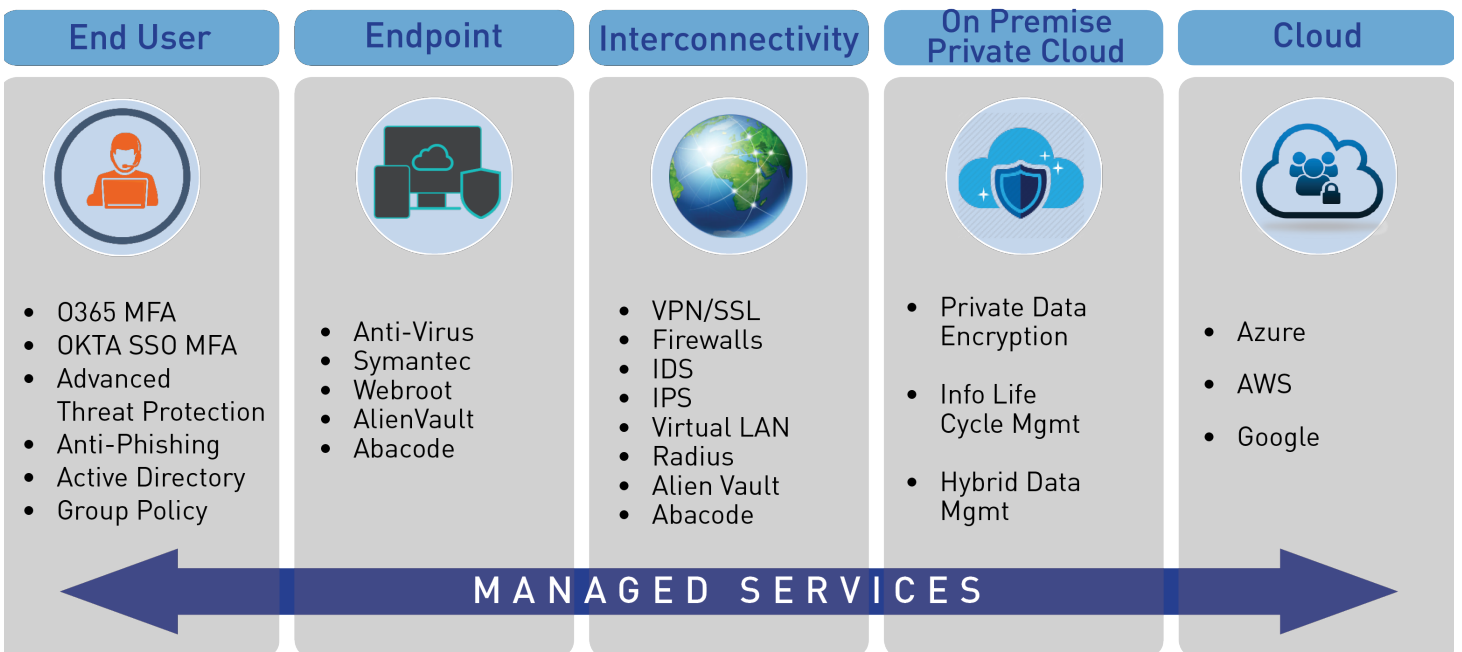 End User
Endpoint
Interconnectivity
On Premise
Private Cloud
Cloud
• O365 MFA
• OKTA SSO MFA
• Advanced
Threat Protection
• Anti-Phishing
• Active Directory
• Group Policy
• Anti-Virus
• Symantec
• Webroot
• AlienVault
• Abacode
• VPN/SSL
• Firewalls
• IDS
• IPS
• Virtual LAN
• Radius
• Alien Vault
• Abacode
• Private Data
Encryption
• Info Life
Cycle Mgmt
• Hybrid Data
Mgmt
• Azure
• AWS
• Google
MANAGED SERVICES